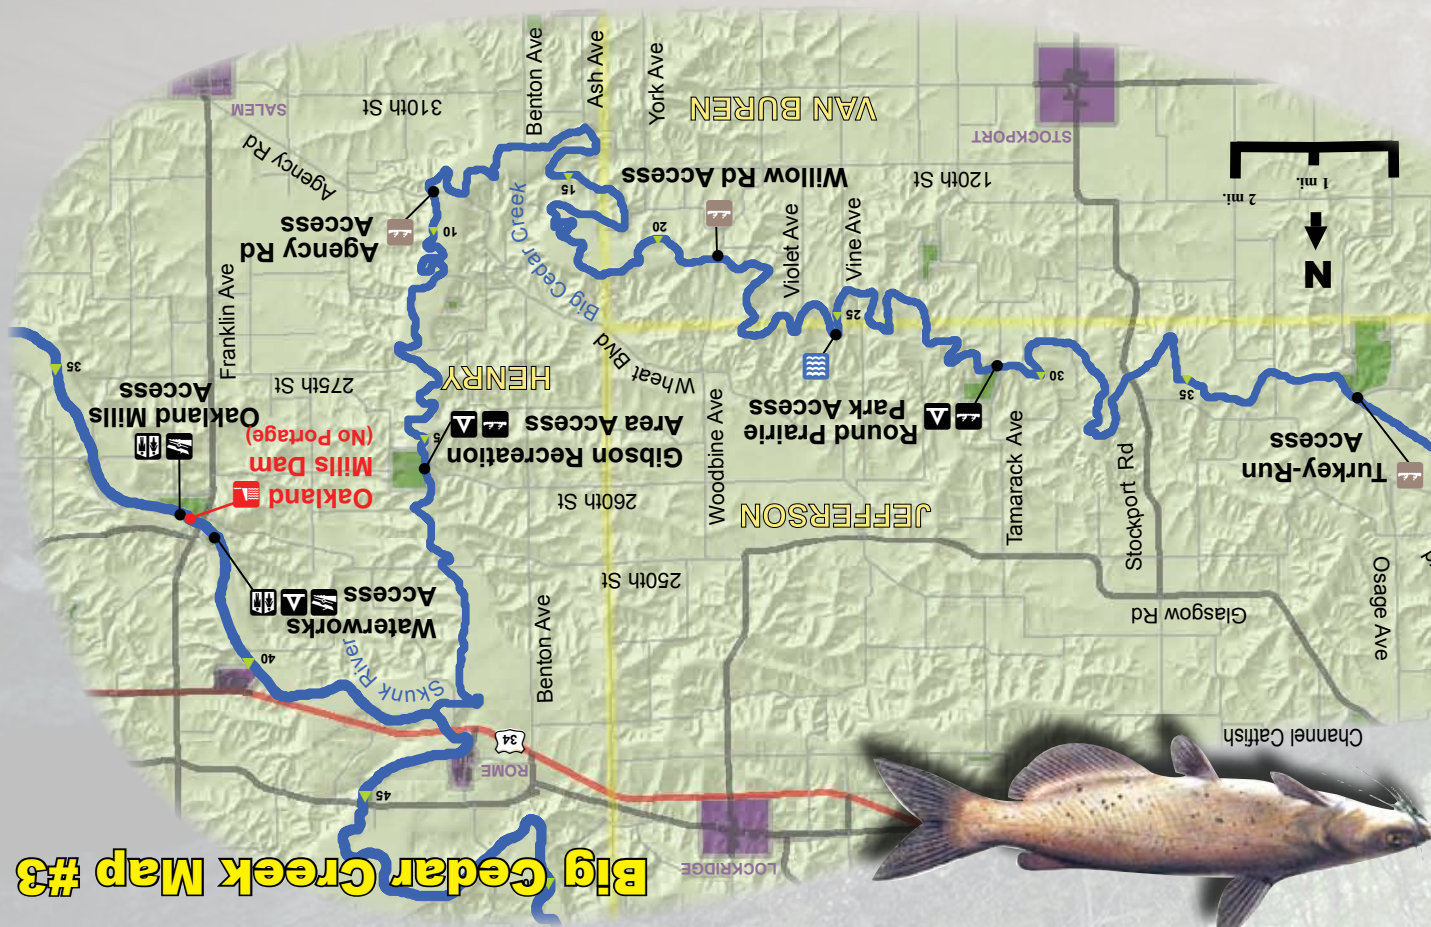 Big Cedar Creek Map #3
LOCKRIDGE
45
ROME
34
Channel Catfish
Skunk River
40
Benton Ave
Waterworks
Access
Glasgow Rd
Osage Ave
250th St
260th St
JEFFERSON
Oakland
Mills Dam
(No Portage)
Oakland Mills
Access
Gibson Recreation
Area Access
5
Woodbine Ave
Round Prairie
Park Access
Tamarack Ave
Stockport Rd
Turkey-Run
Access
35
30
35
275th St
HENRY
Wheat Blvd
Franklin Ave
25
Agency Rd
Access
10
Big Cedar Creek
Big Cedar Creek
20
15
Willow Rd Access
Violet Ave
Vine Ave
120th St
N
2 mi.
1 mi.
Agency Rd
310th St
SALEM
Benton Ave
Ash Ave
York Ave
VAN BUREN
STOCKPORT